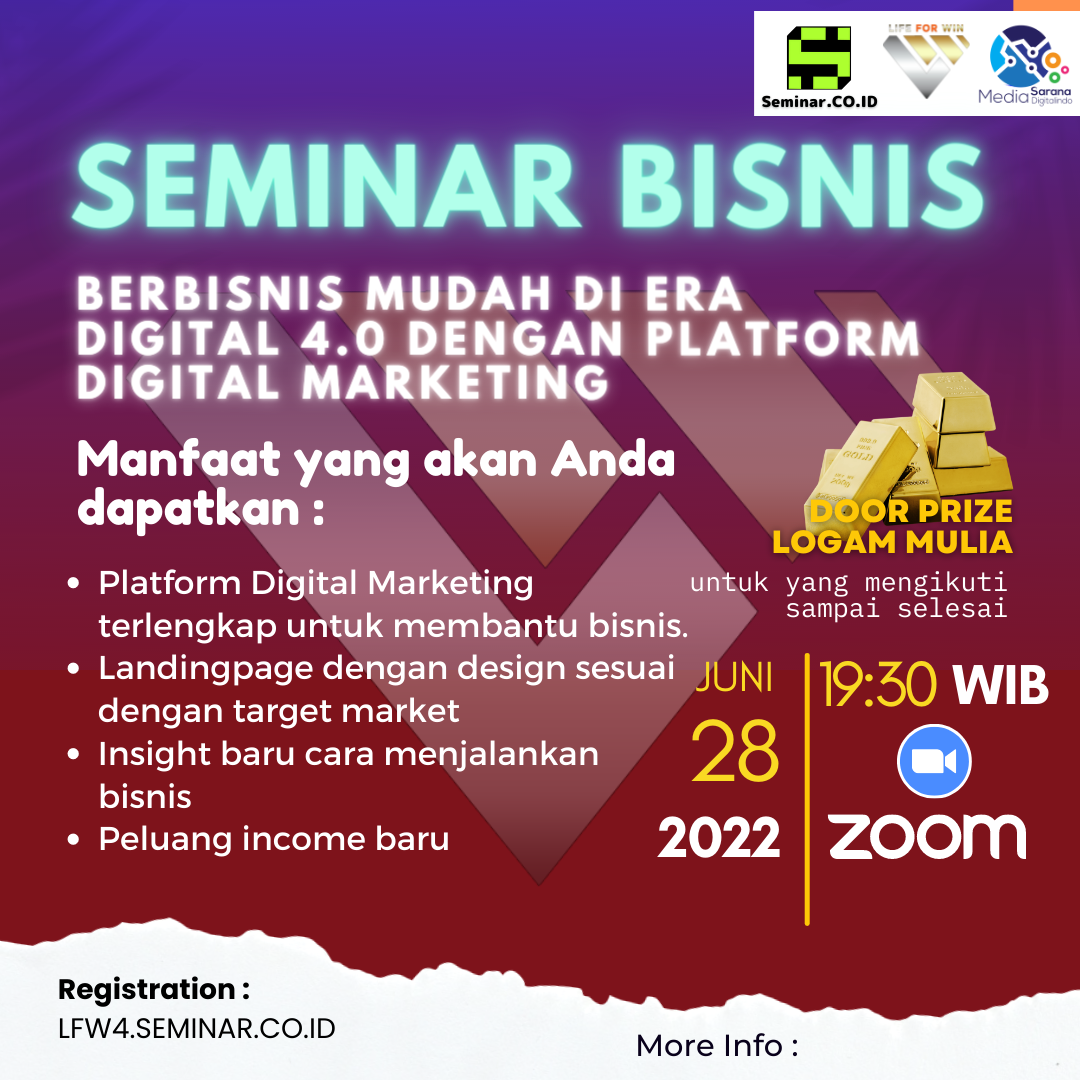 LIFE FOR WIN
Seminar.CO.ID
Media Sarana
Digitalindo
SEMINAR BISNIS
BERBISNIS MUDAH DI ERA
DIGITAL 4.0 DENGAN PLATFORM
DIGITAL MARKETING
Manfaat yang akan Anda
dapatkan :
• Platform Digital Marketing
terlengkap untuk membantu bisnis.
• Landingpage dengan design sesuai
dengan target market
• Insight baru cara menjalankan
bisnis
• Peluang income baru
GOLD
DOOR PRIZE
LOGAM MULIA
untuk yang mengikuti
sampai selesai
JUNI
28
2022
19:30 WIB
zoom
Registration :
LFW4.SEMINAR.CO.ID
More Info :